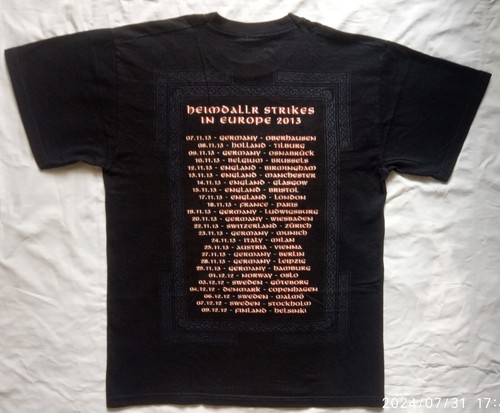 HEIMDALLR STRIKES
IN EUROPE 2013
07.11.13 - GERMANY - OBERHAUSEN
08.11.13 - HOLLAND - TILBURG
09.11.13 - GERMANY - OSNABRÜCK
10.11.13 - BELGIUM - BRUSSELS
12.11.13 - ENGLAND - BIRMINGHAM
13.11.13 - ENGLAND - MANCHESTER
14.11.13 - ENGLAND - GLASGOW
15.11.13 - ENGLAND - BRISTOL
17.11.13 - ENGLAND - LONDON
18.11.13 - FRANCE - PARIS
19.11.13 - GERMANY - LUDWIGSBURG
20.11.13 - GERMANY - WIESBADEN
22.11.13 - SWITZERLAND - ZÜRICH
23.11.13 - GERMANY - MUNICH
24.11.13 - ITALY - MILAN
25.11.13 - AUSTRIA - VIENNA
27.11.13 - GERMANY - BERLIN
28.11.13 - GERMANY - LEIPZIG
29.11.13 - GERMANY - HAMBURG
01.12.12 - NORWAY - OSLO
03.12.12 - SWEDEN - GÖTEBORG
04.12.12 - DENMARK - COPENHAGEN
06.12.12 - SWEDEN - MALMÖ
07.12.12 - SWEDEN - STOCKHOLM
09.12.12 - FINLAND - HELSINKI
2024/07/31 17:4